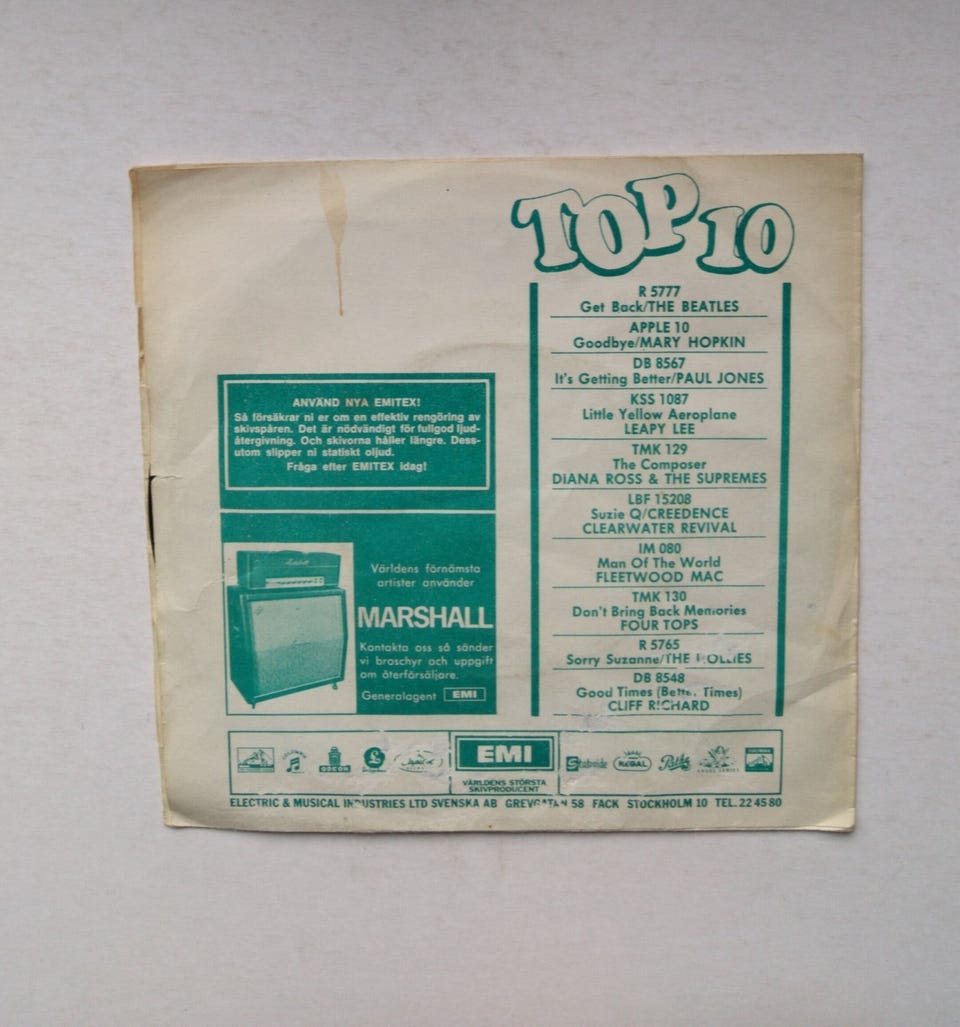 TOP 10
R 5777
Get Back/THE BEATLES
APPLE 10
Goodbye/MARY HOPKIN
DB 8567
It's Getting Better/PAUL JONES
KSS 1087
Little Yellow Aeroplane
LEAPY LEE
TMK 129
The Composer
DIANA ROSS & THE SUPREMES
LBF 15208
Suzie Q/CREEDENCE
CLEARWATER REVIVAL
IM 080
Man Of The World
FLEETWOOD MAC
TMK 130
Don't Bring Back Memories
FOUR TOPS
R 5765
Sorry Suzanne/THE HOLLIES
DB 8548
Good Times (Better Times)
CLIFF RICHARD
ANVÄND NYA EMITEX!
Så försäkrar ni er om en effektiv rengöring av
skivspåren. Det är nödvändigt för fullgod ljud-
återgivning. Och skivorna håller längre. Dess-
utom slipper ni statiskt oljud.
Fråga efter EMITEX idag!
Världens förnämsta
artister använder
MARSHALL
Kontakta oss så sänder
vi broschyr och uppgift
om återförsäljare.
Generalagent EMI
ODEON
EMI
VÄRLDENS STÖRSTA
SKIVPRODUCENT
Stateside
REGAL
Pathé
ELECTRIC & MUSICAL INDUSTRIES LTD SVENSKA AB GREVGATAN 58 FACK STOCKHOLM 10 TEL. 22 45 80